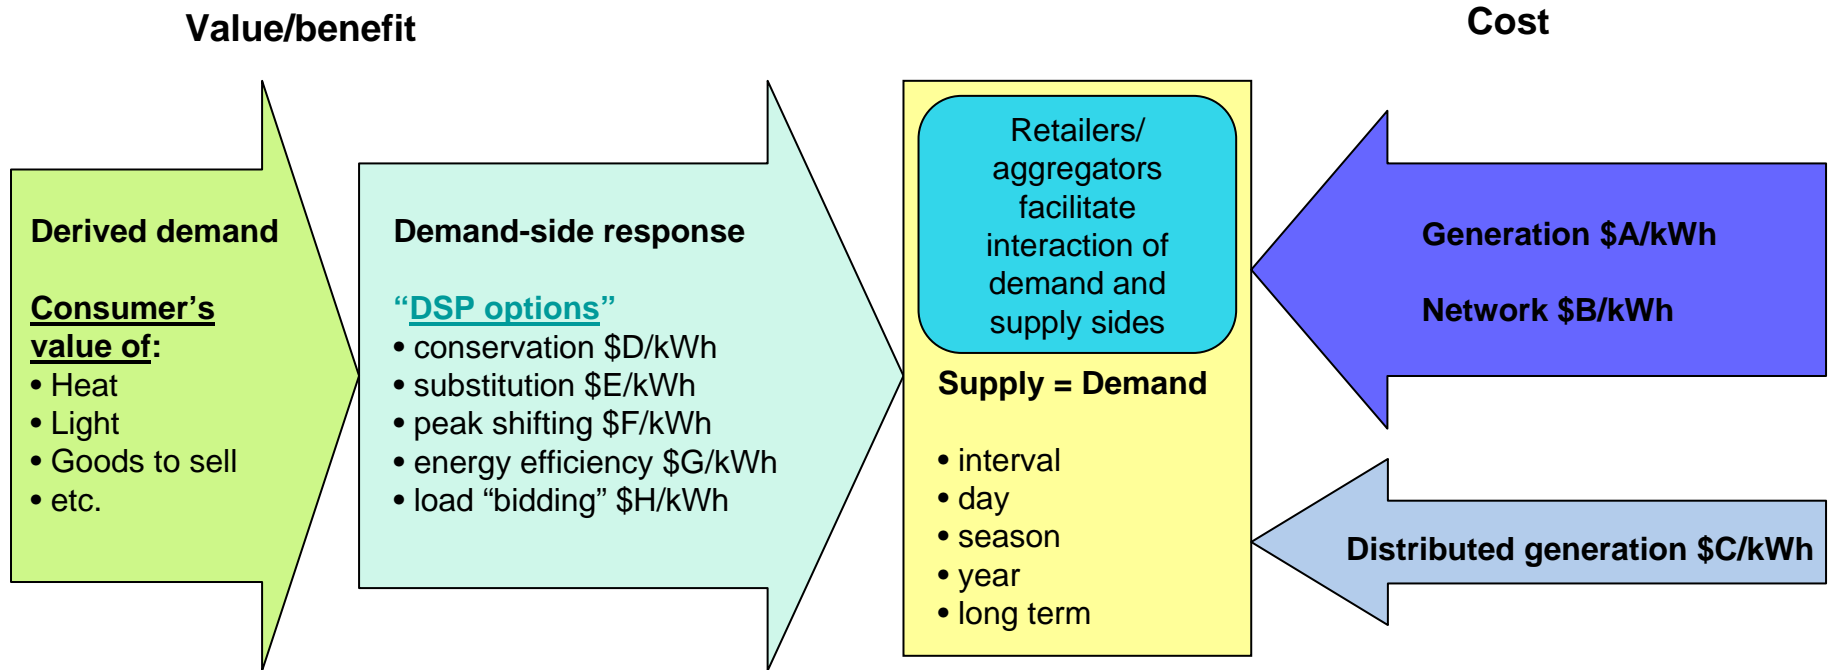 Value/benefit
Cost
Derived demand
Consumer’s
value of:
• Heat
• Light
• Goods to sell
• etc.
Demand-side response
“DSP options”
• conservation $D/kWh
• substitution $E/kWh
• peak shifting $F/kWh
• energy efficiency $G/kWh
• load “bidding” $H/kWh
Retailers/
aggregators
facilitate
interaction of
demand and
supply sides
Supply = Demand
• interval
• day
• season
• year
• long term
Generation $A/kWh
Network $B/kWh
Distributed generation $C/kWh